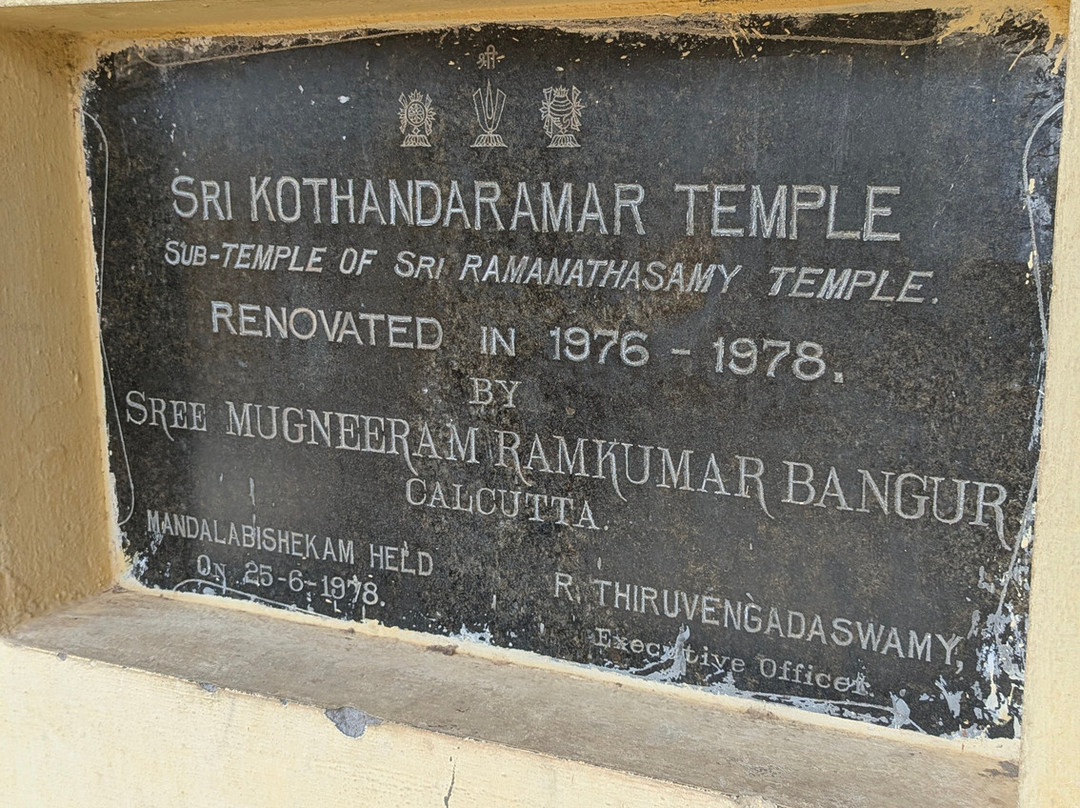 श्री
SRI KOTHANDARAMAR TEMPLE
SUB-TEMPLE OF SRI RAMANATHASAMY TEMPLE.
RENOVATED IN 1976 - 1978.
BY
SREE MUGNEERAM RAMKUMAR BANGUR
CALCUTTA.
MANDALABISHEKAM HELD
ON 25-6-1978.
R. THIRUVENGADASWAMY,
Executive Officer.